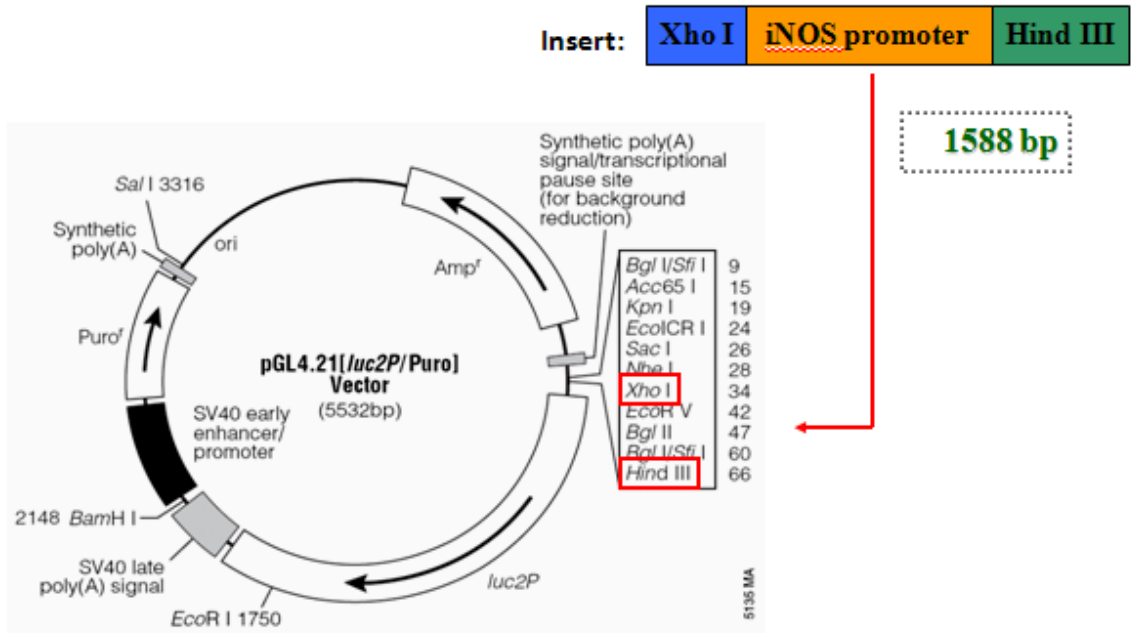 Insert:
Xho I
iNOS promoter
Hind III
1588 bp
Synthetic poly(A)
signal/transcriptional
pause site
(for background
reduction)
Sal I 3316
Synthetic
poly(A)
ori
Ampr
Puror
pGL4.21[luc2P/Puro]
Vector
(5532bp)
SV40 early
enhancer/
promoter
Bgl I/Sfi I 9
Acc65 I 15
Kpn I 19
EcoICR I 24
Sac I 26
Nhe I 28
Xho I 34
EcoR V 42
Bgl II 47
Bgl I/Sfi I 60
Hind III 66
2148 BamH I
SV40 late
poly(A) signal
EcoR I 1750
luc2P
5135 MA